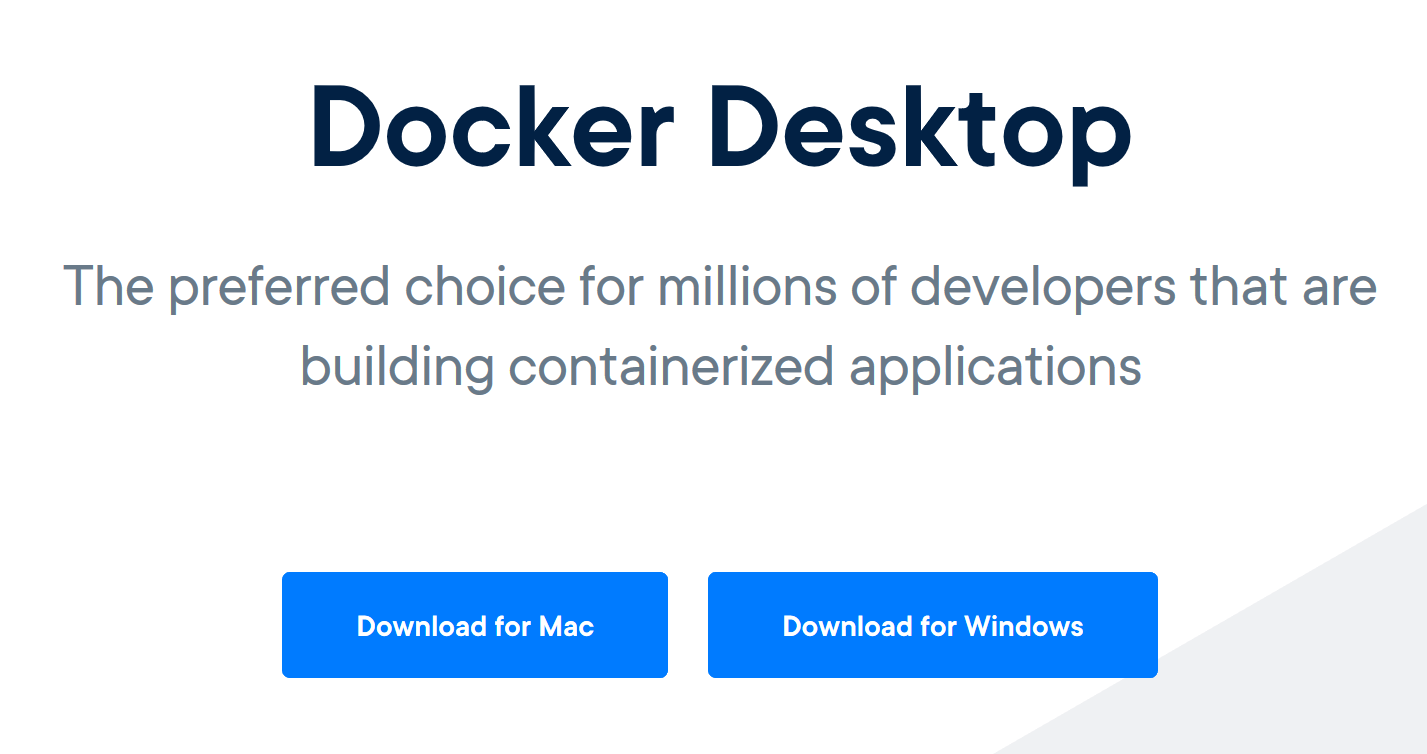 Docker Desktop
The preferred choice for millions of developers that are
building containerized applications
Download for Mac
Download for Windows